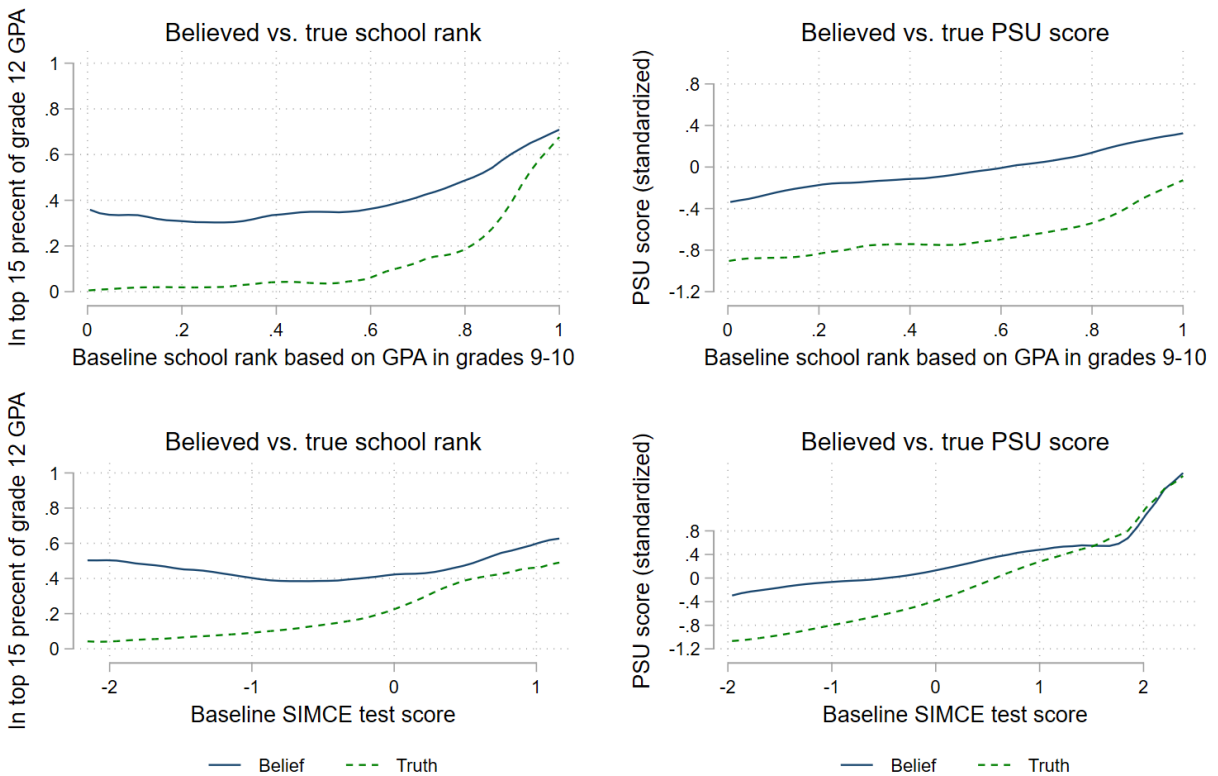 Believed vs. true school rank
In top 15 precent of grade 12 GPA
1
.8
.6
.4
.2
0
0 .2 .4 .6 .8 1
Baseline school rank based on GPA in grades 9-10
Believed vs. true PSU score
PSU score (standardized)
.8
.4
0
-.4
-.8
-1.2
0 .2 .4 .6 .8 1
Baseline school rank based on GPA in grades 9-10
Believed vs. true school rank
In top 15 precent of grade 12 GPA
1
.8
.6
.4
.2
0
-2 -1 0 1
Baseline SIMCE test score
Believed vs. true PSU score
PSU score (standardized)
.8
.4
0
-.4
-.8
-1.2
-2 -1 0 1 2
Baseline SIMCE test score
Belief Truth
Belief Truth